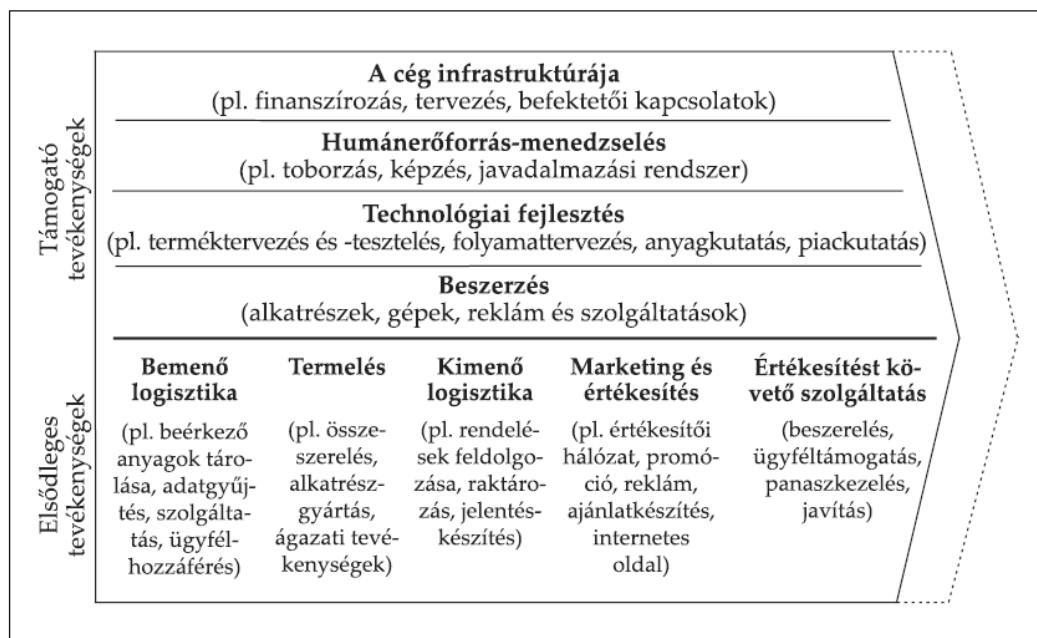 Támogató
tevékenységek
A cég infrastruktúrája
(pl. finanszírozás, tervezés, befektetői kapcsolatok)
Humánerőforrás-menedzselés
(pl. toborzás, képzés, javadalmazási rendszer)
Technológiai fejlesztés
(pl. terméktervezés és -tesztelés, folyamattervezés, anyagkutatás, piackutatás)
Beszerzés
(alkatrészek, gépek, reklám és szolgáltatások)
Elsődleges
tevékenységek
Bemenő
logisztika
(pl. beérkező
anyagok táro-
lása, adatgyűj-
tés, szolgálta-
tás, ügyfél-
hozzáférés)
Termelés
(pl. össze-
szerelés,
alkatrész-
gyártás,
ágazati tevé-
kenységek)
Kimenő
logisztika
(pl. rendelé-
sek feldolgo-
zása, raktáro-
zás, jelentés-
készítés)
Marketing és
értékesítés
(pl. értékesítői
hálózat, promó-
ció, reklám,
ajánlatkészítés,
internetes
oldal)
Értékesítést kö-
vető szolgáltatás
(beszerelés,
ügyféltámogatás,
panaszkezelés,
javítás)